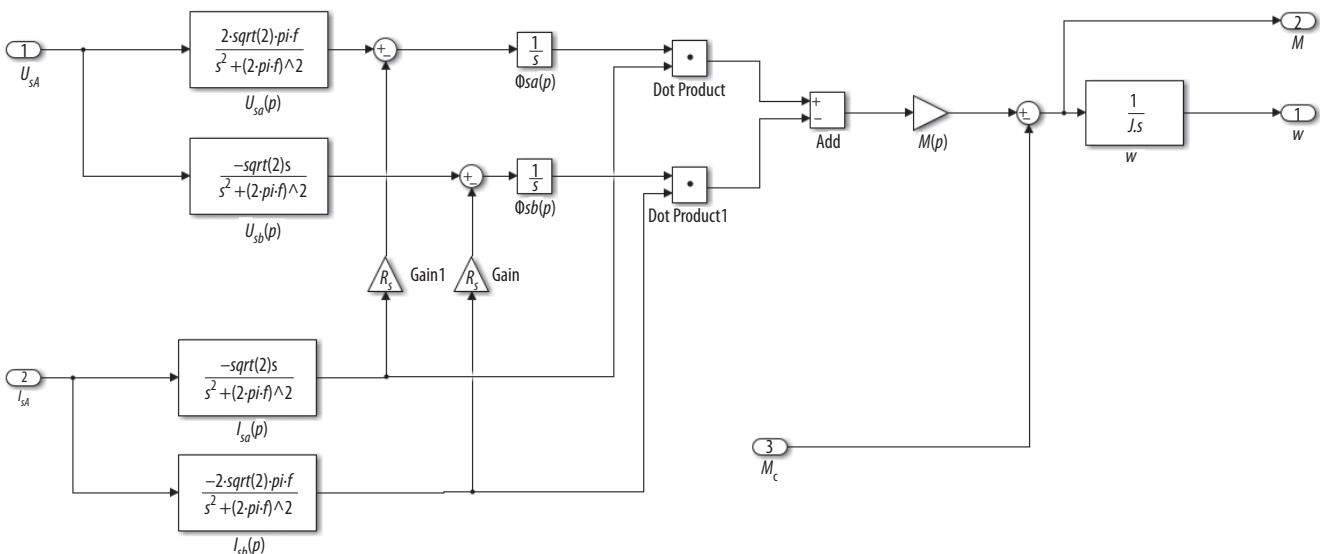 1
U_sA
2·sqrt(2)·pi·f
s^2+(2·pi·f)^2
U_sa(p)
+
−
1
s
Φsa(p)
Dot Product
2
M
−sqrt(2)s
s^2+(2·pi·f)^2
U_sb(p)
+
−
1
s
Φsb(p)
Dot Product1
+
−
Add
M(p)
+
−
1
J.s
w
1
w
R_s
Gain1
R_s
Gain
2
I_sA
−sqrt(2)s
s^2+(2·pi·f)^2
I_sa(p)
−2·sqrt(2)·pi·f
s^2+(2·pi·f)^2
I_sb(p)
3
M_c